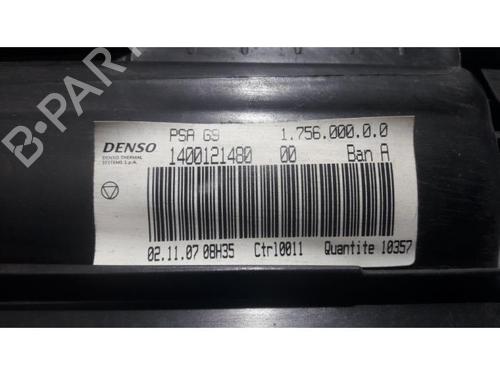 PSA G9 1.756.000.0.0
DENSO
DENSO THERMAL
SYSTEMS S.p.A.
1400121480 00 Ban A
02.11.07 08H35 Ctrl0011 Quantite 10357
B-PARTS